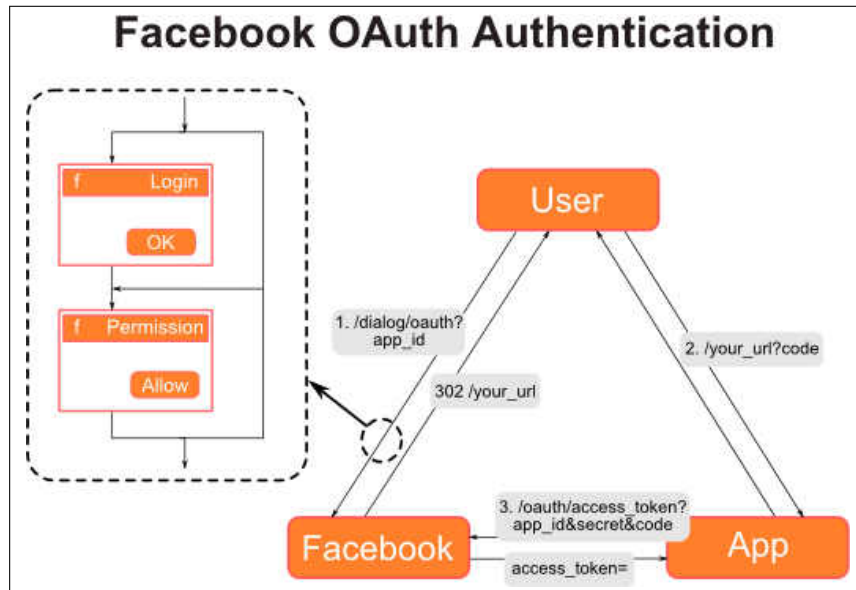 Facebook OAuth Authentication
f Login
OK
f Permission
Allow
User
1. /dialog/oauth?
app_id
302 /your_url
2. /your_url?code
3. /oauth/access_token?
app_id&secret&code
Facebook
access_token=
App